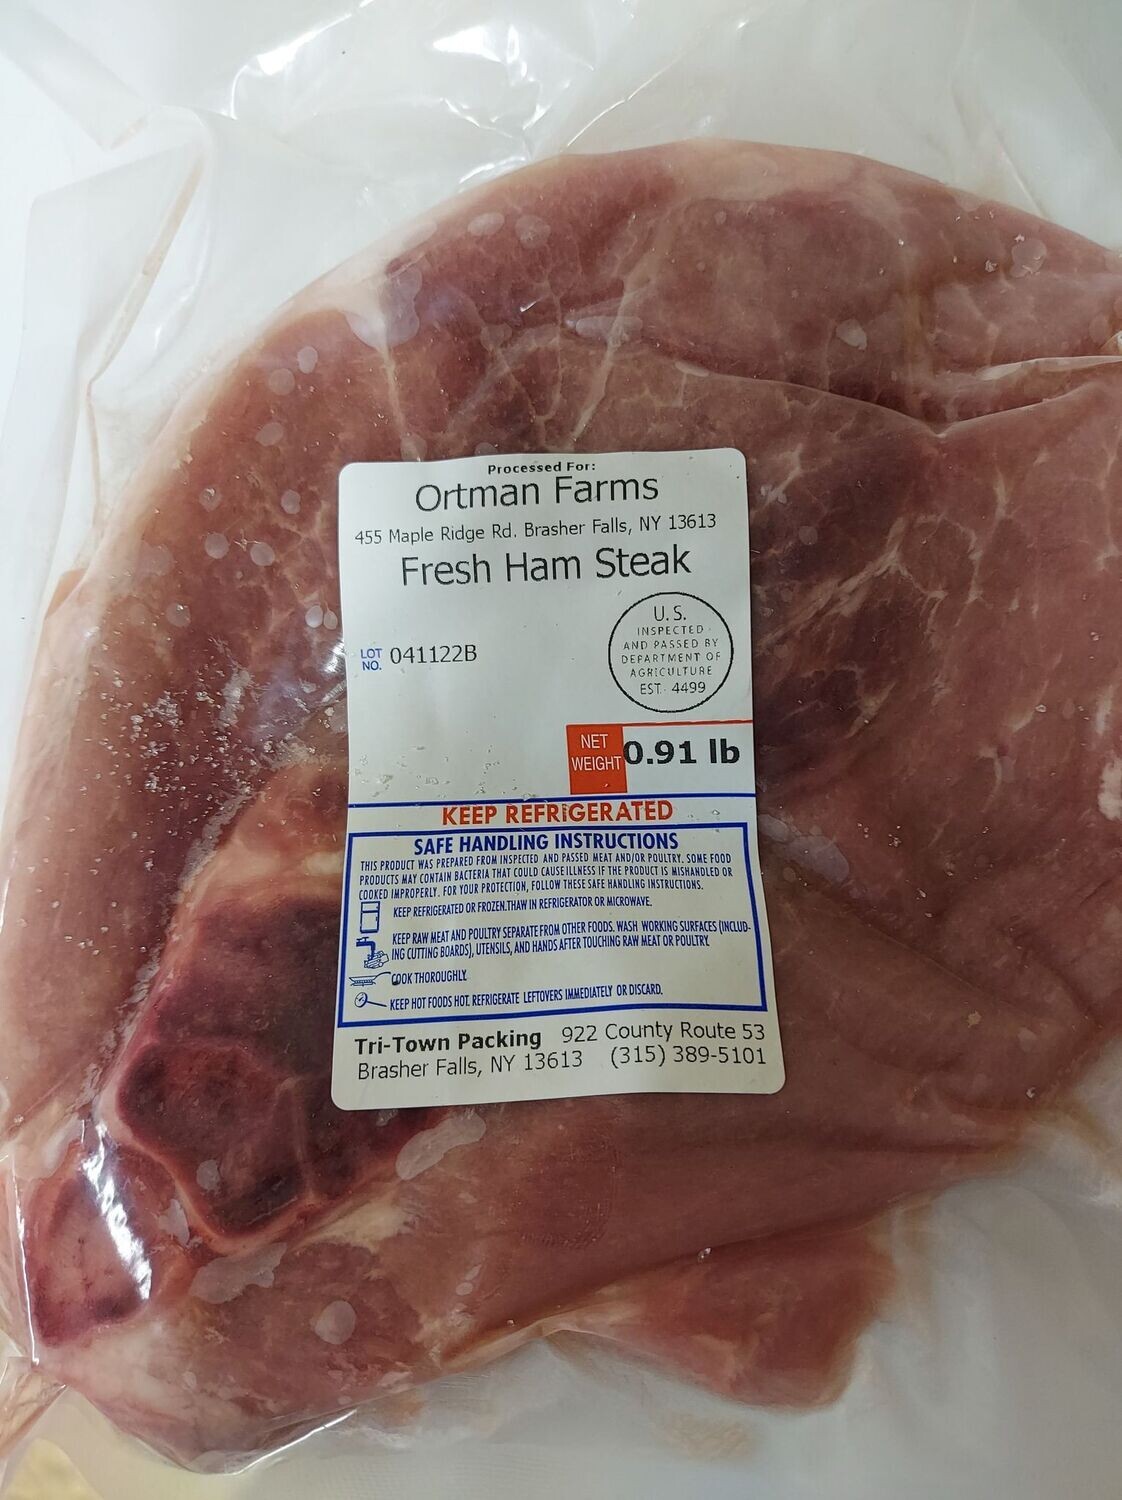 Processed For:
Ortman Farms
455 Maple Ridge Rd. Brasher Falls, NY 13613
Fresh Ham Steak
U.S.
INSPECTED
AND PASSED BY
DEPARTMENT OF
AGRICULTURE
EST. 4499
LOT NO. 041122B
NET WEIGHT 0.91 lb
KEEP REFRIGERATED
SAFE HANDLING INSTRUCTIONS
THIS PRODUCT WAS PREPARED FROM INSPECTED AND PASSED MEAT AND/OR POULTRY. SOME FOOD
PRODUCTS MAY CONTAIN BACTERIA THAT COULD CAUSE ILLNESS IF THE PRODUCT IS MISHANDLED OR
COOKED IMPROPERLY. FOR YOUR PROTECTION, FOLLOW THESE SAFE HANDLING INSTRUCTIONS.
KEEP REFRIGERATED OR FROZEN. THAW IN REFRIGERATOR OR MICROWAVE.
KEEP RAW MEAT AND POULTRY SEPARATE FROM OTHER FOODS. WASH WORKING SURFACES (INCLUD-
ING CUTTING BOARDS), UTENSILS, AND HANDS AFTER TOUCHING RAW MEAT OR POULTRY.
COOK THOROUGHLY.
KEEP HOT FOODS HOT. REFRIGERATE LEFTOVERS IMMEDIATELY OR DISCARD.
Tri-Town Packing 922 County Route 53
Brasher Falls, NY 13613 (315) 389-5101